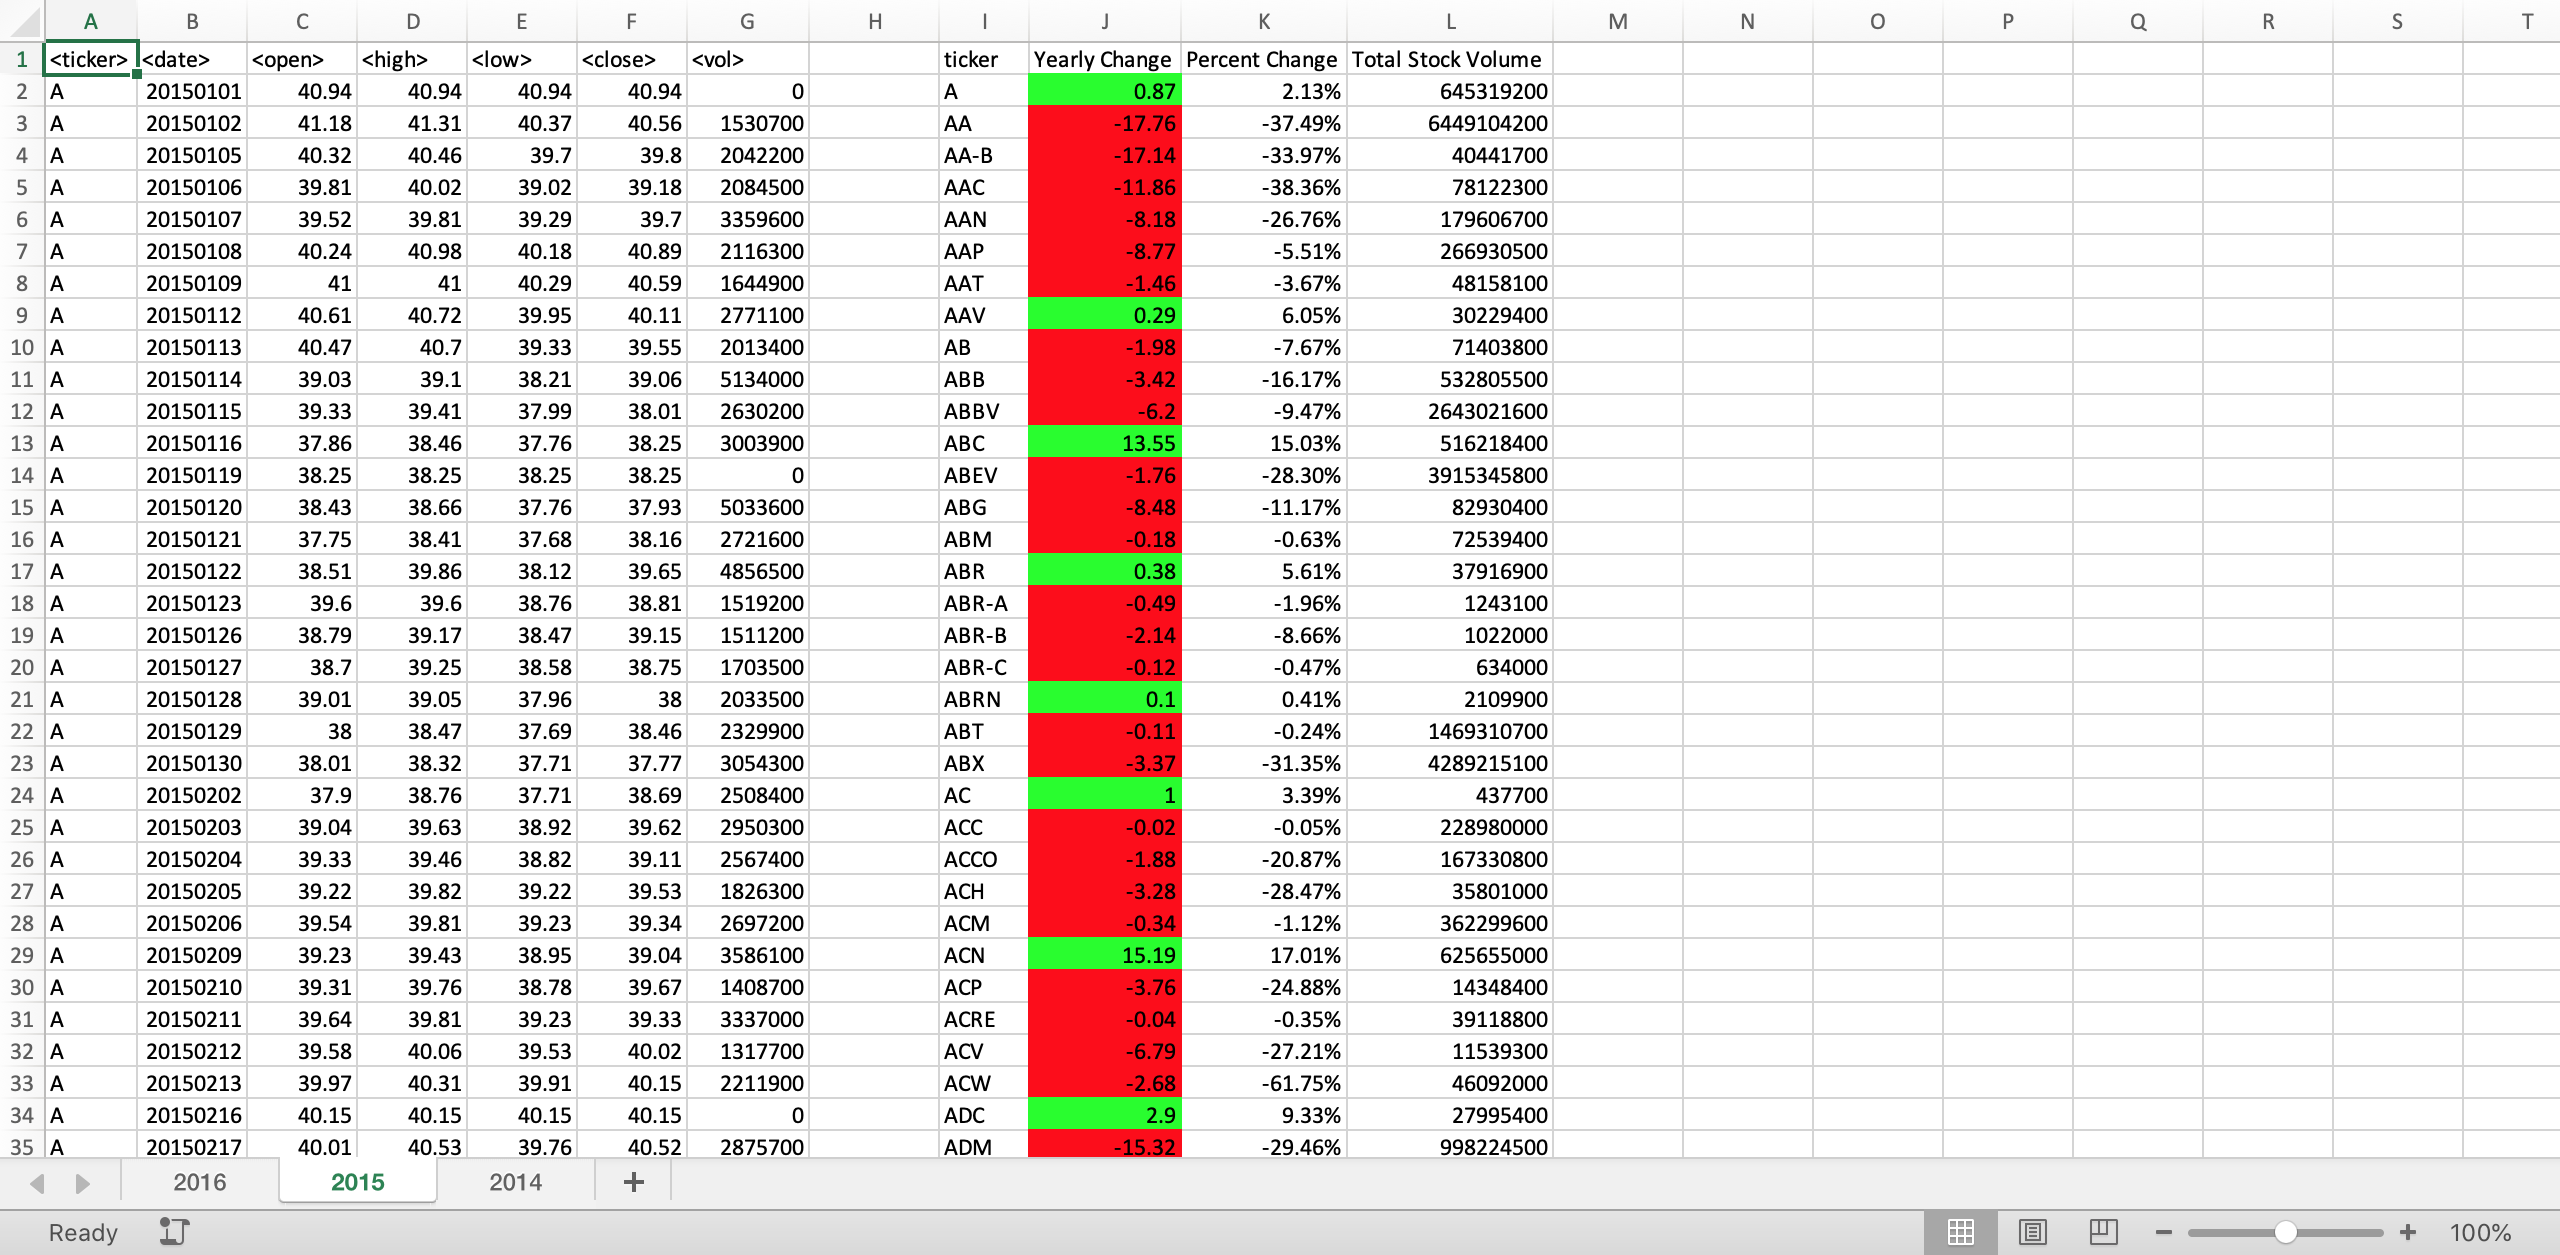 A B C D E F G H I J K L M N O P Q R S T
1 <ticker> <date> <open> <high> <low> <close> <vol> ticker Yearly Change Percent Change Total Stock Volume
2 A 20150101 40.94 40.94 40.94 40.94 0 A 0.87 2.13% 645319200
3 A 20150102 41.18 41.31 40.37 40.56 1530700 AA -17.76 -37.49% 6449104200
4 A 20150105 40.32 40.46 39.7 39.8 2042200 AA-B -17.14 -33.97% 40441700
5 A 20150106 39.81 40.02 39.02 39.18 2084500 AAC -11.86 -38.36% 78122300
6 A 20150107 39.52 39.81 39.29 39.7 3359600 AAN -8.18 -26.76% 179606700
7 A 20150108 40.24 40.98 40.18 40.89 2116300 AAP -8.77 -5.51% 266930500
8 A 20150109 41 41 40.29 40.59 1644900 AAT -1.46 -3.67% 48158100
9 A 20150112 40.61 40.72 39.95 40.11 2771100 AAV 0.29 6.05% 30229400
10 A 20150113 40.47 40.7 39.33 39.55 2013400 AB -1.98 -7.67% 71403800
11 A 20150114 39.03 39.1 38.21 39.06 5134000 ABB -3.42 -16.17% 532805500
12 A 20150115 39.33 39.41 37.99 38.01 2630200 ABBV -6.2 -9.47% 2643021600
13 A 20150116 37.86 38.46 37.76 38.25 3003900 ABC 13.55 15.03% 516218400
14 A 20150119 38.25 38.25 38.25 38.25 0 ABEV -1.76 -28.30% 3915345800
15 A 20150120 38.43 38.66 37.76 37.93 5033600 ABG -8.48 -11.17% 82930400
16 A 20150121 37.75 38.41 37.68 38.16 2721600 ABM -0.18 -0.63% 72539400
17 A 20150122 38.51 39.86 38.12 39.65 4856500 ABR 0.38 5.61% 37916900
18 A 20150123 39.6 39.6 38.76 38.81 1519200 ABR-A -0.49 -1.96% 1243100
19 A 20150126 38.79 39.17 38.47 39.15 1511200 ABR-B -2.14 -8.66% 1022000
20 A 20150127 38.7 39.25 38.58 38.75 1703500 ABR-C -0.12 -0.47% 634000
21 A 20150128 39.01 39.05 37.96 38 2033500 ABRN 0.1 0.41% 2109900
22 A 20150129 38 38.47 37.69 38.46 2329900 ABT -0.11 -0.24% 1469310700
23 A 20150130 38.01 38.32 37.71 37.77 3054300 ABX -3.37 -31.35% 4289215100
24 A 20150202 37.9 38.76 37.71 38.69 2508400 AC 1 3.39% 437700
25 A 20150203 39.04 39.63 38.92 39.62 2950300 ACC -0.02 -0.05% 228980000
26 A 20150204 39.33 39.46 38.82 39.11 2567400 ACCO -1.88 -20.87% 167330800
27 A 20150205 39.22 39.82 39.22 39.53 1826300 ACH -3.28 -28.47% 35801000
28 A 20150206 39.54 39.81 39.23 39.34 2697200 ACM -0.34 -1.12% 362299600
29 A 20150209 39.23 39.43 38.95 39.04 3586100 ACN 15.19 17.01% 625655000
30 A 20150210 39.31 39.76 38.78 39.67 1408700 ACP -3.76 -24.88% 14348400
31 A 20150211 39.64 39.81 39.23 39.33 3337000 ACRE -0.04 -0.35% 39118800
32 A 20150212 39.58 40.06 39.53 40.02 1317700 ACV -6.79 -27.21% 11539300
33 A 20150213 39.97 40.31 39.91 40.15 2211900 ACW -2.68 -61.75% 46092000
34 A 20150216 40.15 40.15 40.15 40.15 0 ADC 2.9 9.33% 27995400
35 A 20150217 40.01 40.53 39.76 40.52 2875700 ADM -15.32 -29.46% 998224500
2016 2015 2014 +
Ready 100%